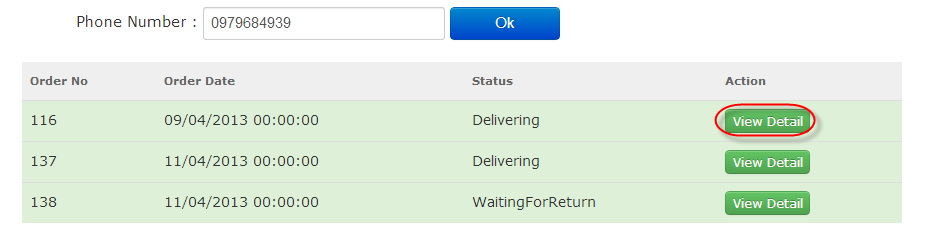 Phone Number : 0979684939 Ok
Order No Order Date Status Action
116 09/04/2013 00:00:00 Delivering View Detail
137 11/04/2013 00:00:00 Delivering View Detail
138 11/04/2013 00:00:00 WaitingForReturn View Detail